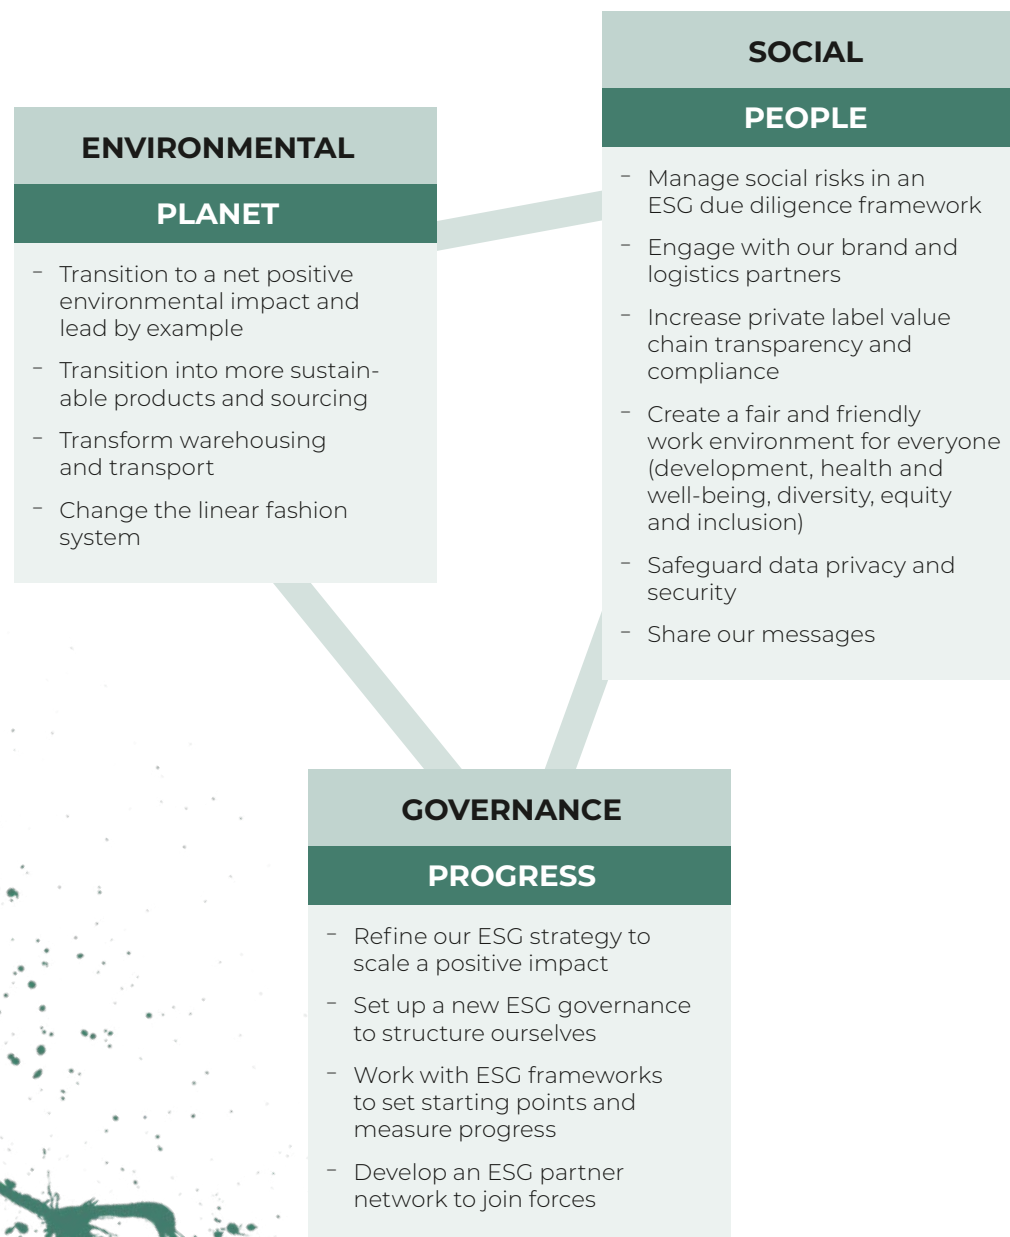 ENVIRONMENTAL
PLANET
- Transition to a net positive
environmental impact and
lead by example
- Transition into more sustain-
able products and sourcing
- Transform warehousing
and transport
- Change the linear fashion
system
SOCIAL
PEOPLE
- Manage social risks in an
ESG due diligence framework
- Engage with our brand and
logistics partners
- Increase private label value
chain transparency and
compliance
- Create a fair and friendly
work environment for everyone
(development, health and
well-being, diversity, equity
and inclusion)
- Safeguard data privacy and
security
- Share our messages
GOVERNANCE
PROGRESS
- Refine our ESG strategy to
scale a positive impact
- Set up a new ESG governance
to structure ourselves
- Work with ESG frameworks
to set starting points and
measure progress
- Develop an ESG partner
network to join forces